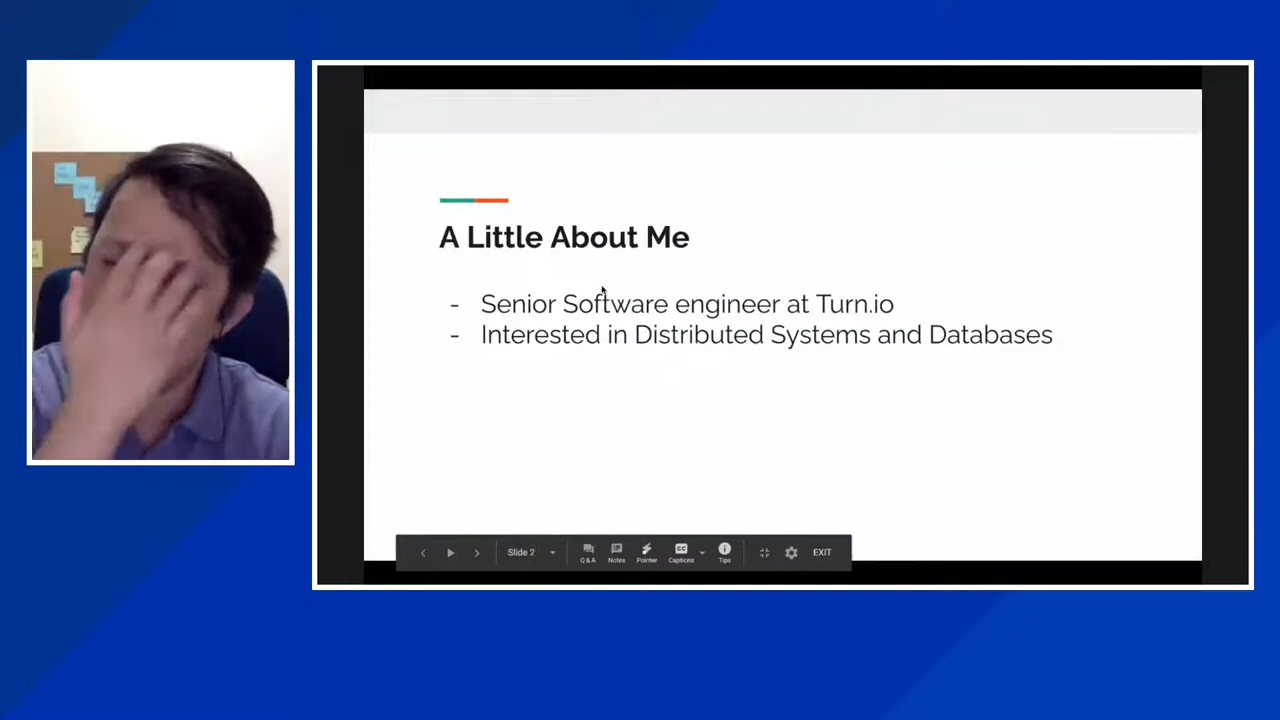 A Little About Me
- Senior Software engineer at Turn.io
- Interested in Distributed Systems and Databases
Slide 2
Q&A
Notes
Pointer
CC
Captions
Tips
EXIT